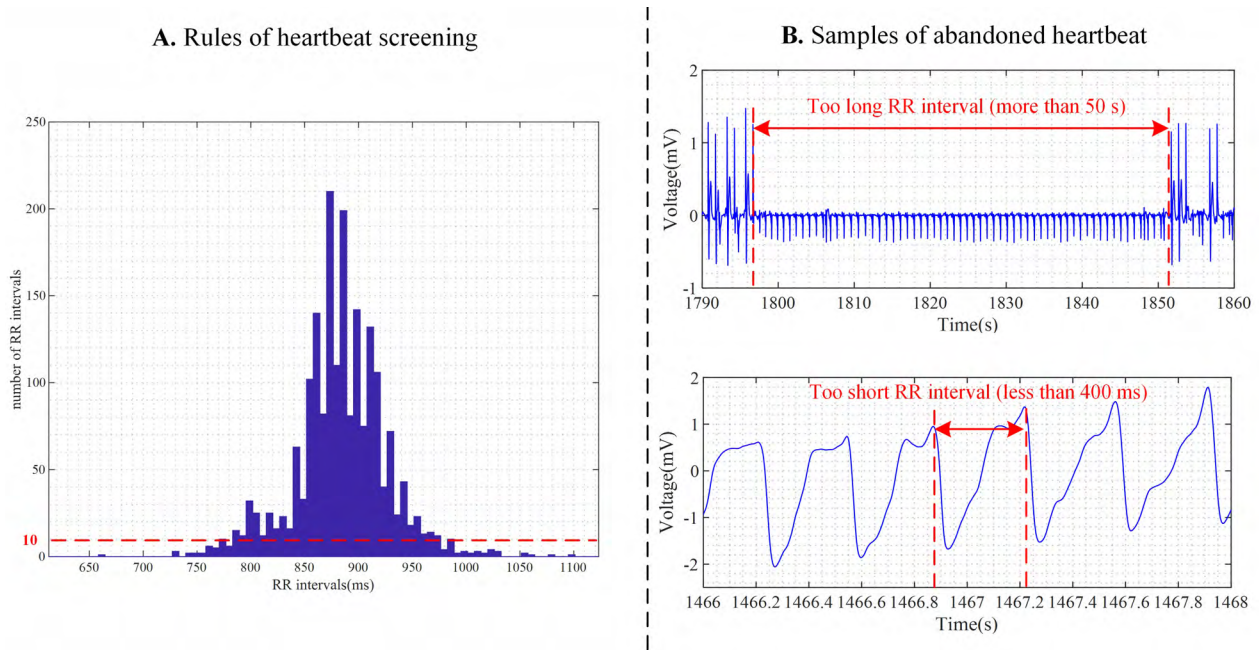 A. Rules of heartbeat screening
250
200
150
100
50
10
0
number of RR intervals
650 700 750 800 850 900 950 1000 1050 1100
RR intervals(ms)
B. Samples of abandoned heartbeat
Too long RR interval (more than 50 s)
2
1
0
-1
Voltage(mV)
1790 1800 1810 1820 1830 1840 1850 1860
Time(s)
Too short RR interval (less than 400 ms)
2
1
0
-1
-2
Voltage(mV)
1466 1466.2 1466.4 1466.6 1466.8 1467 1467.2 1467.4 1467.6 1467.8 1468
Time(s)